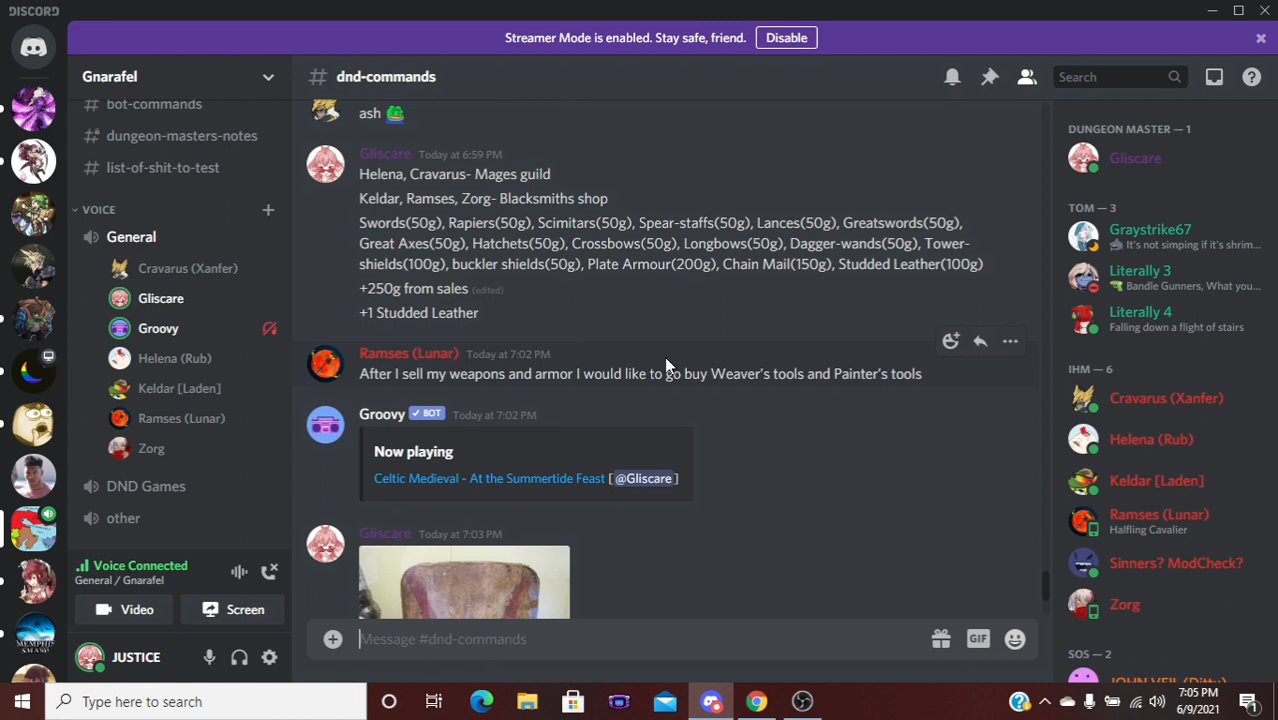 DISCORD
Streamer Mode is enabled. Stay safe, friend.
Disable
Gnarafel
bot-commands
dungeon-masters-notes
list-of-shit-to-test
VOICE
General
Cravarus (Xanfer)
Gliscare
Groovy
Helena (Rub)
Keldar [Laden]
Ramses (Lunar)
Zorg
DND Games
other
Voice Connected
General / Gnarafel
Video
Screen
JUSTICE
# dnd-commands
Search
ash
Gliscare Today at 6:59 PM
Helena, Cravarus- Mages guild
Keldar, Ramses, Zorg- Blacksmiths shop
Swords(50g), Rapiers(50g), Scimitars(50g), Spear-staffs(50g), Lances(50g), Greatswords(50g),
Great Axes(50g), Hatchets(50g), Crossbows(50g), Longbows(50g), Dagger-wands(50g), Tower-
shields(100g), buckler shields(50g), Plate Armour(200g), Chain Mail(150g), Studded Leather(100g)
+250g from sales (edited)
+1 Studded Leather
Ramses (Lunar) Today at 7:02 PM
After I sell my weapons and armor I would like to go buy Weaver's tools and Painter's tools
Groovy BOT Today at 7:02 PM
Now playing
Celtic Medieval - At the Summertide Feast [ @Gliscare ]
Gliscare Today at 7:03 PM
Message #dnd-commands
GIF
DUNGEON MASTER — 1
Gliscare
TOM — 3
Graystrike67
It's not simping if it's shrim...
Literally 3
Bandle Gunners, What you...
Literally 4
Falling down a flight of stairs
IHM — 6
Cravarus (Xanfer)
Helena (Rub)
Keldar [Laden]
Ramses (Lunar)
Halfling Cavalier
Sinners? ModCheck?
Zorg
SOS — 2
JOHN VEIL (Ditty)
Type here to search
7:05 PM
6/9/2021
1